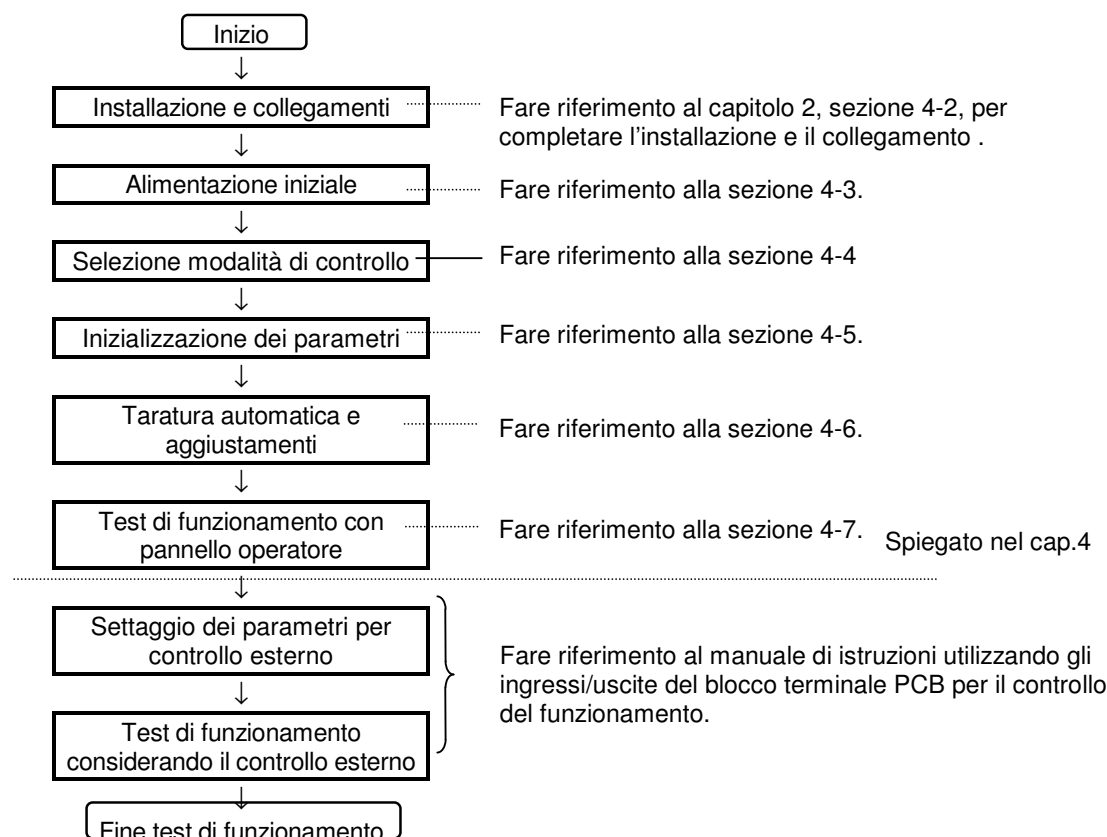 Inizio
↓
Installazione e collegamenti
Fare riferimento al capitolo 2, sezione 4-2, per
completare l'installazione e il collegamento .
↓
Alimentazione iniziale
Fare riferimento alla sezione 4-3.
↓
Selezione modalità di controllo
Fare riferimento alla sezione 4-4
↓
Inizializzazione dei parametri
Fare riferimento alla sezione 4-5.
↓
Taratura automatica e
aggiustamenti
Fare riferimento alla sezione 4-6.
↓
Test di funzionamento con
pannello operatore
Fare riferimento alla sezione 4-7.
Spiegato nel cap.4
↓
Settaggio dei parametri per
controllo esterno
↓
Test di funzionamento
considerando il controllo esterno
Fare riferimento al manuale di istruzioni utilizzando gli
ingressi/uscite del blocco terminale PCB per il controllo
del funzionamento.
↓
Fine test di funzionamento